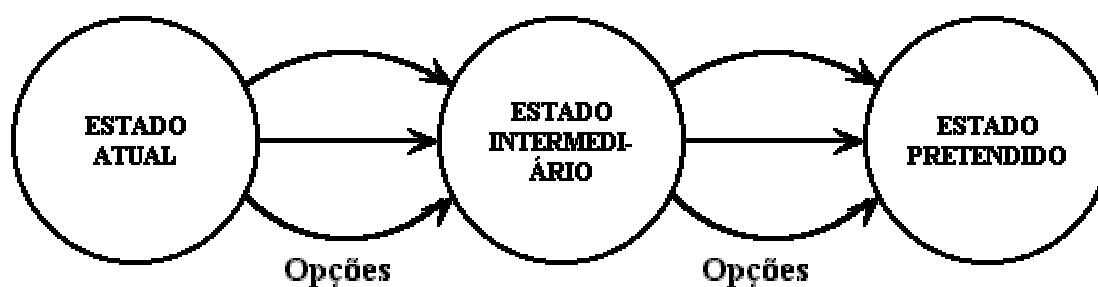 ESTADO
ATUAL
ESTADO
INTERMEDI-
ÁRIO
ESTADO
PRETENDIDO
Opções
Opções